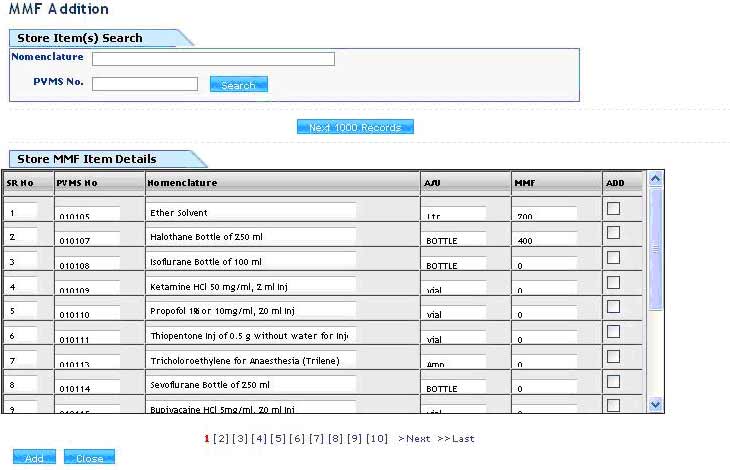 MMF Addition
Store Item(s) Search
Nomenclature
PVMS No.
Search
Next 1000 Records
Store MMF Item Details
SR No PVMS No Nomenclature A/U MMF ADD
1 010105 Ether Solvent Ltr 700
2 010107 Halothane Bottle of 250 ml BOTTLE 400
3 010108 Isoflurane Bottle of 100 ml BOTTLE 0
4 010109 Ketamine HCl 50 mg/ml, 2 ml Inj vial 0
5 010110 Propofol 1% or 10mg/ml, 20 ml Inj vial 0
6 010111 Thiopentone Inj of 0.5 g without water for Inj vial 0
7 010113 Tricholoroethylene for Anaesthesia (Trilene) Amp 0
8 010114 Sevoflurane Bottle of 250 ml BOTTLE 0
9 010115 Bupivacaine HCl 5mg/ml, 20 ml Inj vial 0
1 [2] [3] [4] [5] [6] [7] [8] [9] [10] >Next >>Last
Add Close